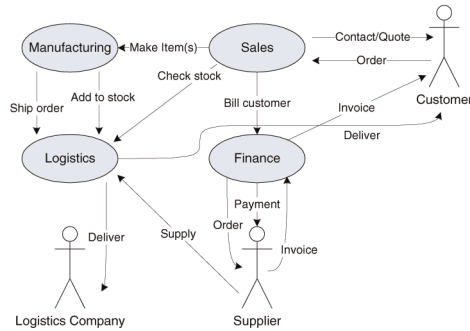 Manufacturing
Make Item(s)
Sales
Contact/Quote
Order
Check stock
Ship order
Add to stock
Bill customer
Invoice
Customer
Deliver
Logistics
Finance
Payment
Order
Supply
Invoice
Deliver
Logistics Company
Supplier